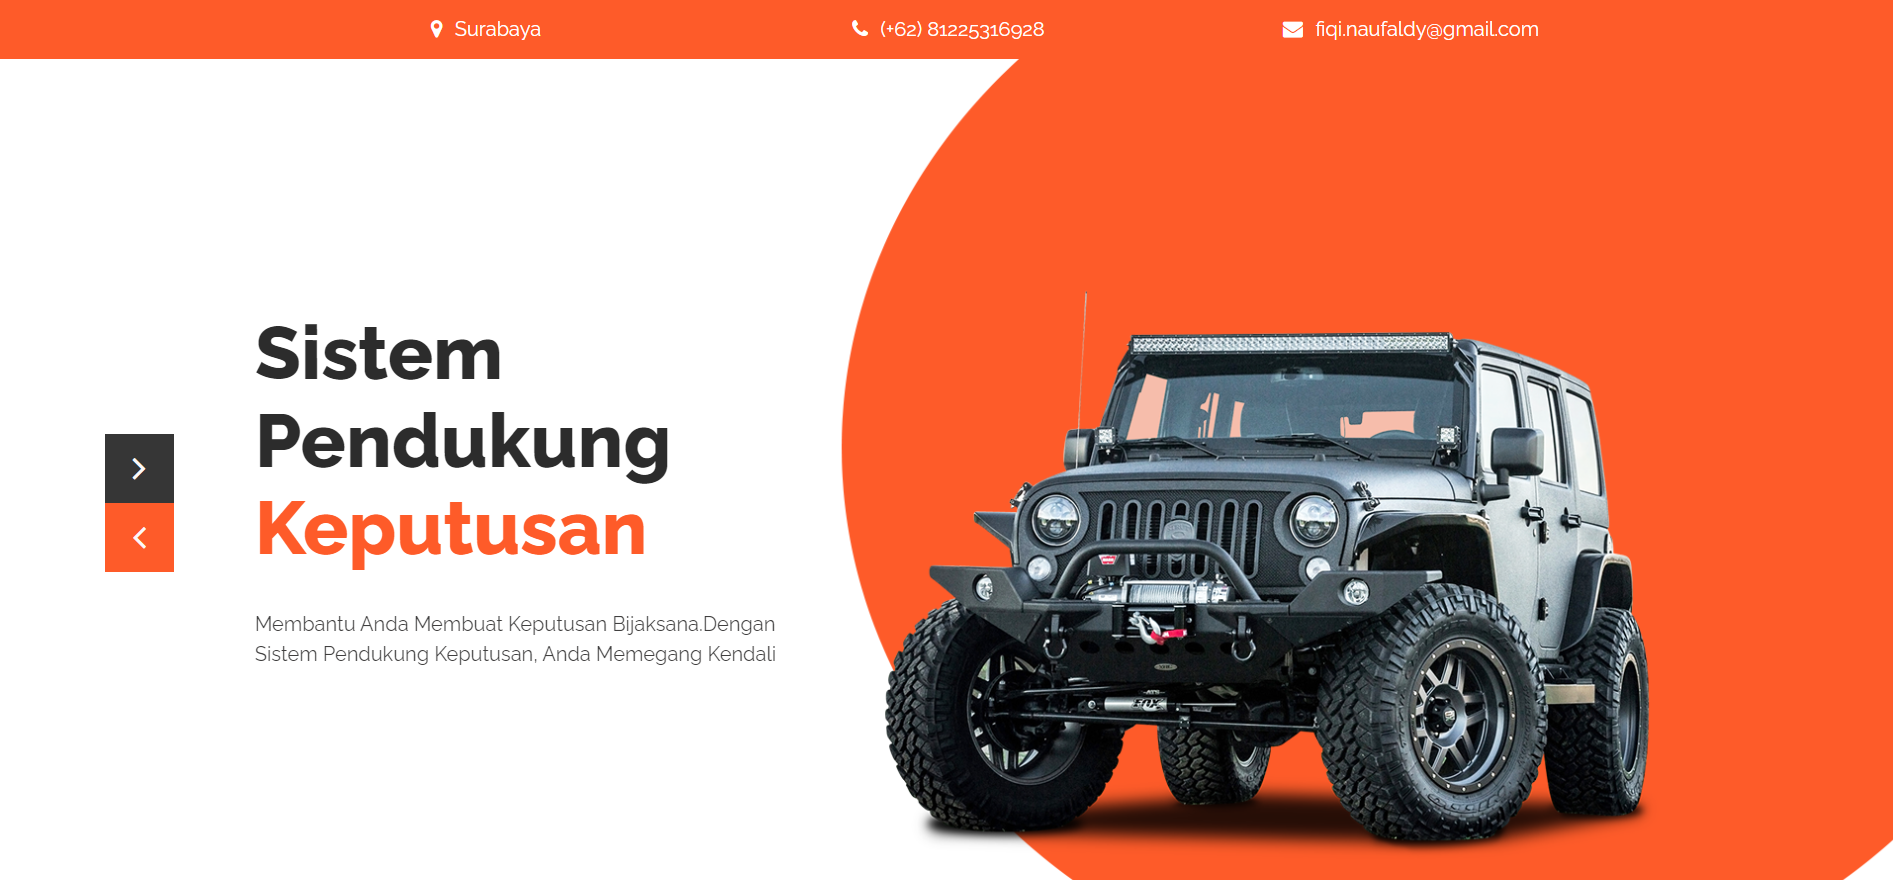 Surabaya
(+62) 81225316928
fiqi.naufaldy@gmail.com
Sistem
Pendukung
Keputusan
Membantu Anda Membuat Keputusan Bijaksana.Dengan
Sistem Pendukung Keputusan, Anda Memegang Kendali
FOX